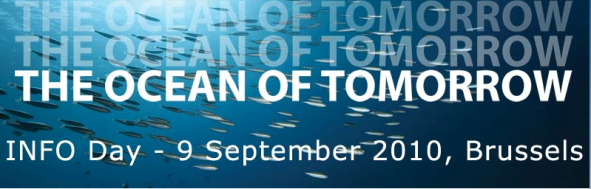 THE OCEAN OF TOMORROW
THE OCEAN OF TOMORROW
THE OCEAN OF TOMORROW
INFO Day - 9 September 2010, Brussels